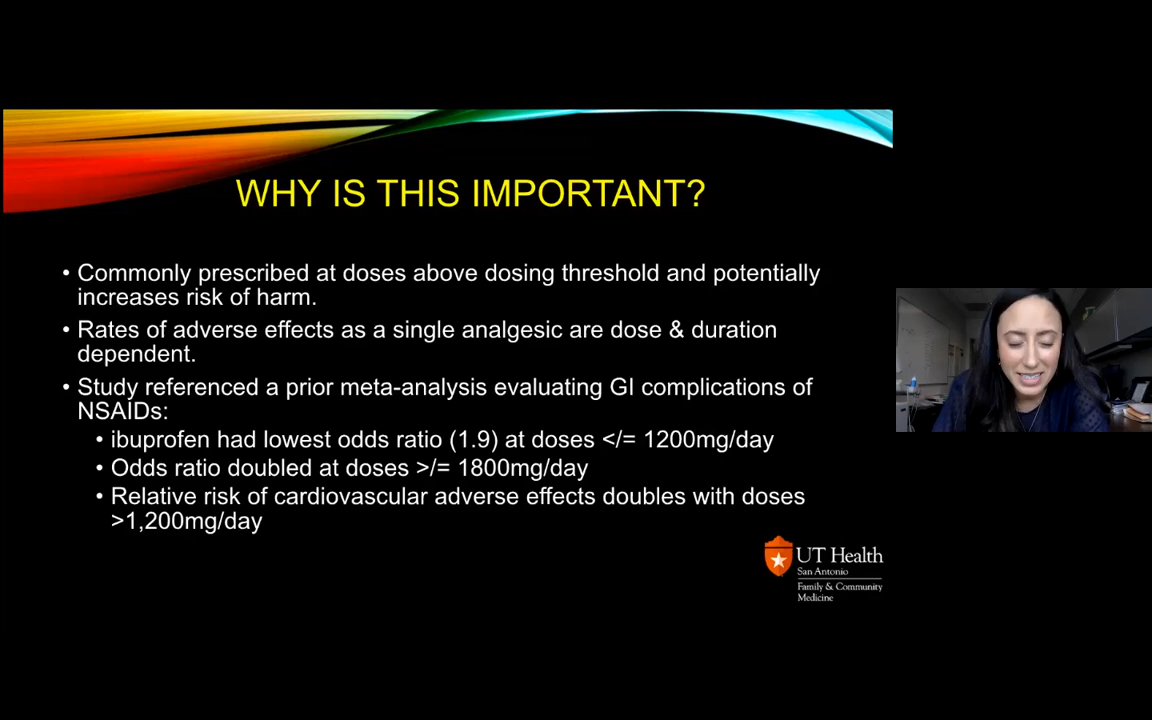 WHY IS THIS IMPORTANT?
• Commonly prescribed at doses above dosing threshold and potentially
increases risk of harm.
• Rates of adverse effects as a single analgesic are dose & duration
dependent.
• Study referenced a prior meta-analysis evaluating GI complications of
NSAIDs:
• ibuprofen had lowest odds ratio (1.9) at doses </= 1200mg/day
• Odds ratio doubled at doses >/= 1800mg/day
• Relative risk of cardiovascular adverse effects doubles with doses
>1,200mg/day
UT Health
San Antonio
Family & Community
Medicine